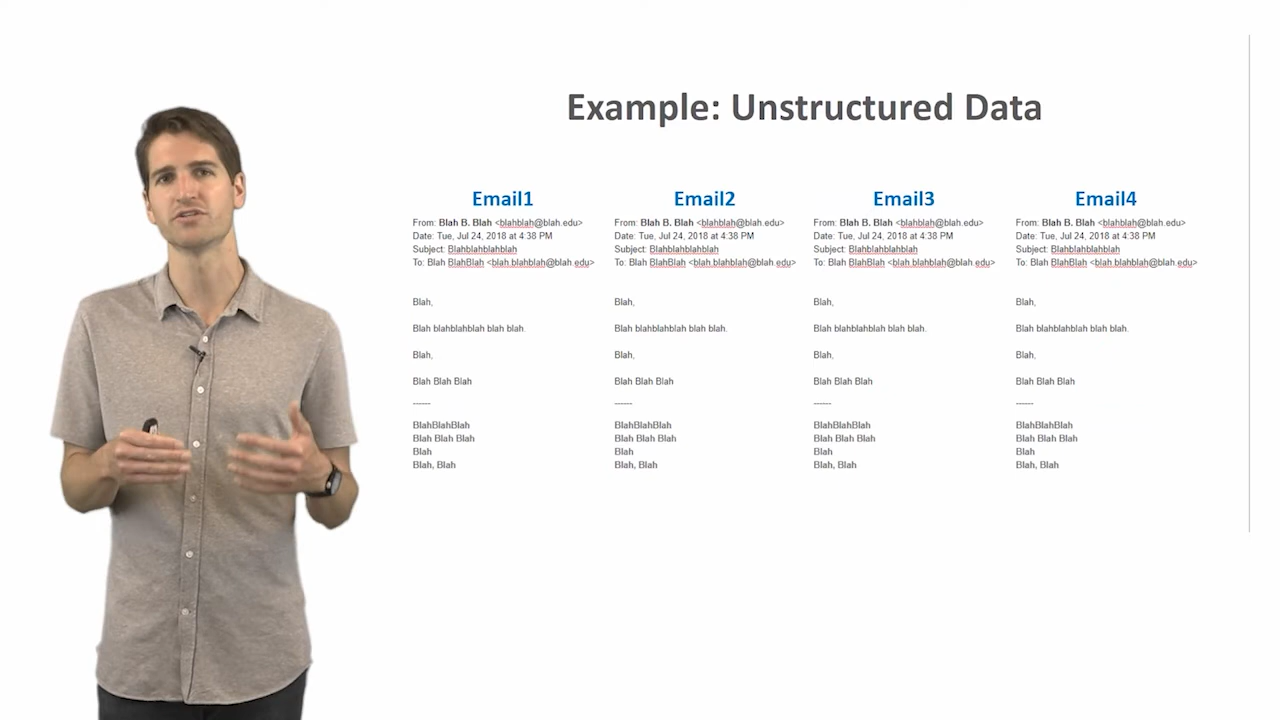 Example: Unstructured Data
Email1
From: Blah B. Blah <blahblah@blah.edu>
Date: Tue, Jul 24, 2018 at 4:38 PM
Subject: Blahblahblahblah
To: Blah BlahBlah <blah.blahblah@blah.edu>
Blah,
Blah blahblahblah blah blah.
Blah,
Blah Blah Blah
------
BlahBlahBlah
Blah Blah Blah
Blah
Blah, Blah
Email2
From: Blah B. Blah <blahblah@blah.edu>
Date: Tue, Jul 24, 2018 at 4:38 PM
Subject: Blahblahblahblah
To: Blah BlahBlah <blah.blahblah@blah.edu>
Blah,
Blah blahblahblah blah blah.
Blah,
Blah Blah Blah
------
BlahBlahBlah
Blah Blah Blah
Blah
Blah, Blah
Email3
From: Blah B. Blah <blahblah@blah.edu>
Date: Tue, Jul 24, 2018 at 4:38 PM
Subject: Blahblahblahblah
To: Blah BlahBlah <blah.blahblah@blah.edu>
Blah,
Blah blahblahblah blah blah.
Blah,
Blah Blah Blah
------
BlahBlahBlah
Blah Blah Blah
Blah
Blah, Blah
Email4
From: Blah B. Blah <blahblah@blah.edu>
Date: Tue, Jul 24, 2018 at 4:38 PM
Subject: Blahblahblahblah
To: Blah BlahBlah <blah.blahblah@blah.edu>
Blah,
Blah blahblahblah blah blah.
Blah,
Blah Blah Blah
------
BlahBlahBlah
Blah Blah Blah
Blah
Blah, Blah